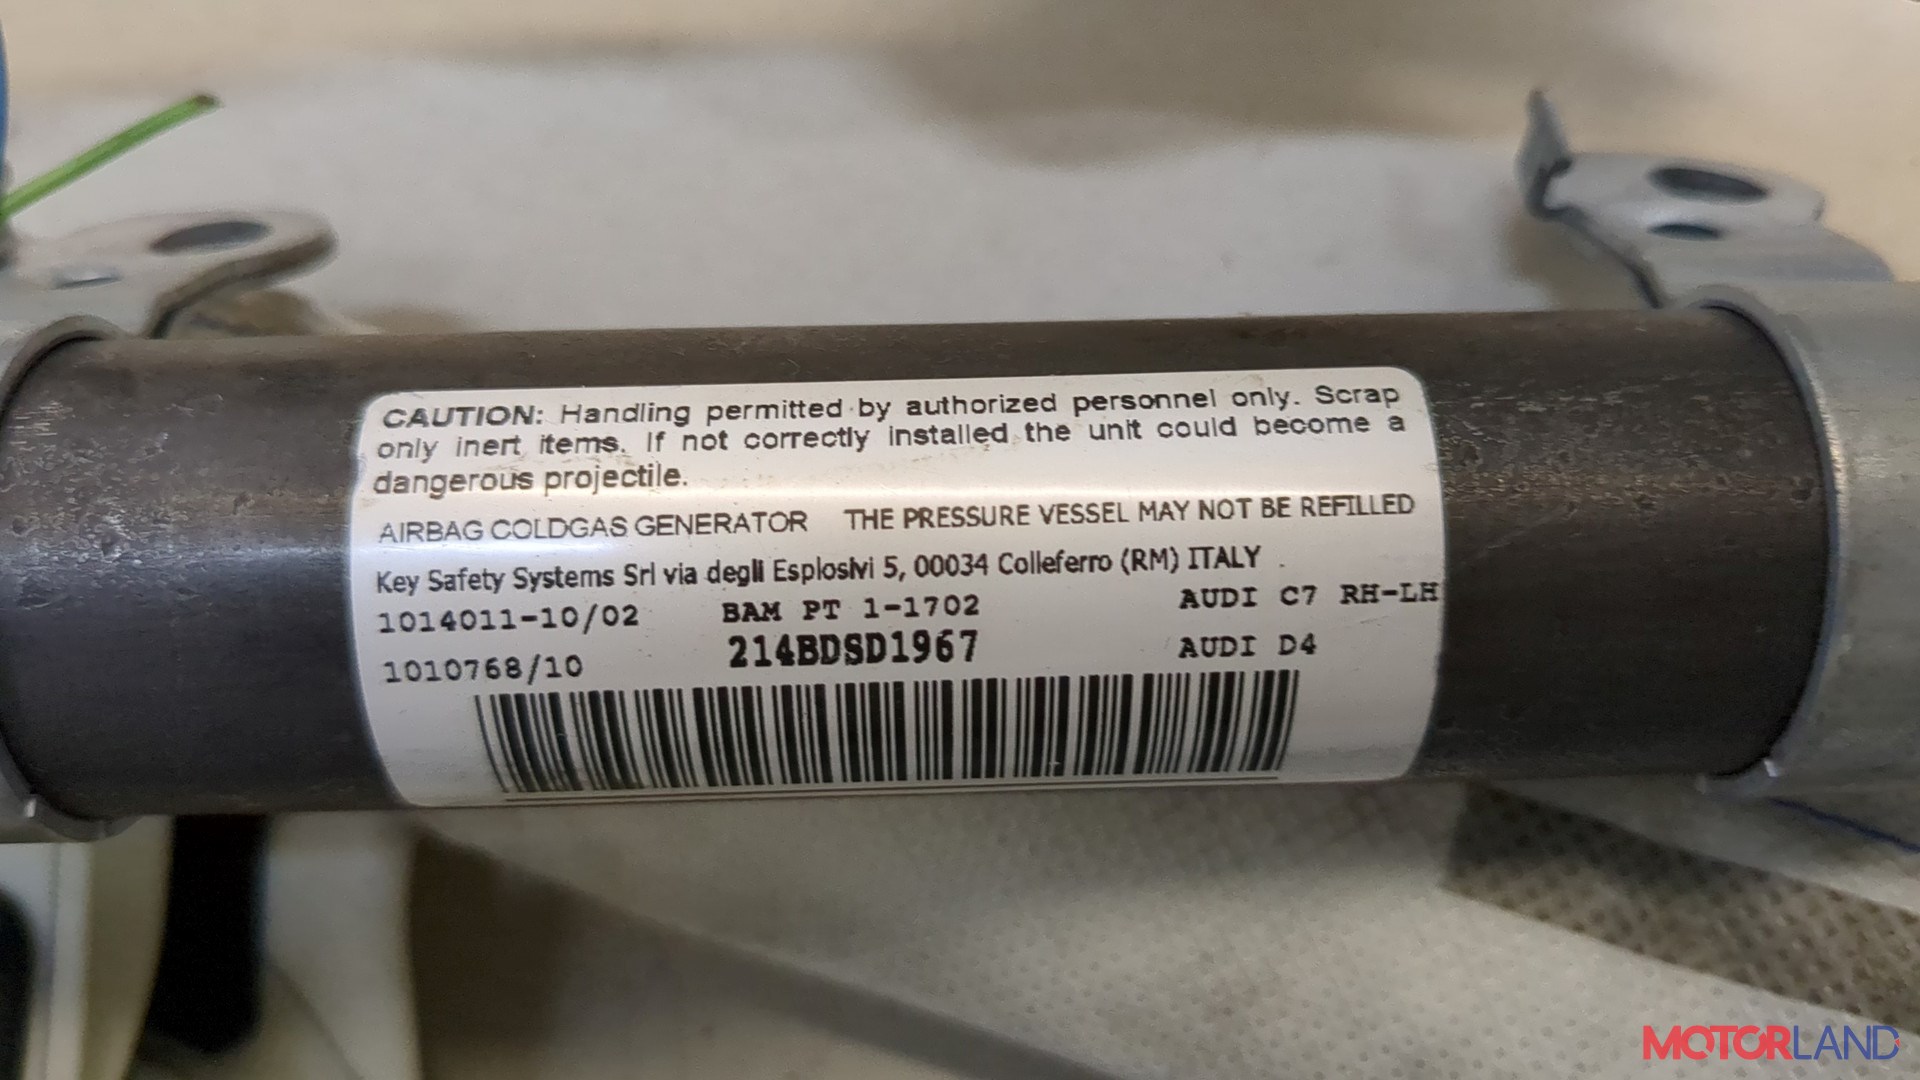 CAUTION: Handling permitted by authorized personnel only. Scrap
only inert items. If not correctly installed the unit could become a
dangerous projectile.
AIRBAG COLDGAS GENERATOR THE PRESSURE VESSEL MAY NOT BE REFILLED
Key Safety Systems Srl via degli Esplosivi 5, 00034 Colleferro (RM) ITALY
1014011-10/02 BAM PT 1-1702 AUDI C7 RH-LH
1010768/10 214BDSD1967 AUDI D4
MOTORLAND